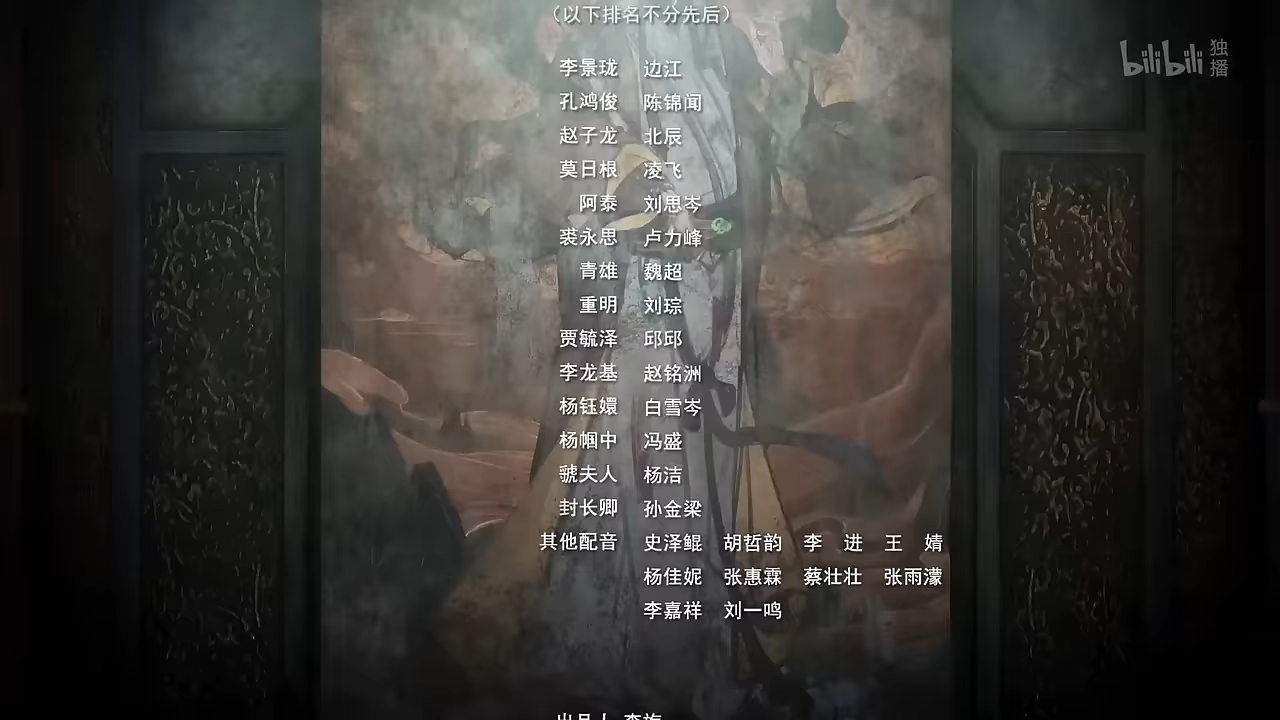 （以下排名不分先后）
bilibili 独播
李景珑 边江
孔鸿俊 陈锦闻
赵子龙 北辰
莫日根 凌飞
阿泰 刘思岑
裘永思 卢力峰
青雄 魏超
重明 刘琮
贾毓泽 邱邱
李龙基 赵铭洲
杨钰嬛 白雪岑
杨帼中 冯盛
虢夫人 杨洁
封长卿 孙金梁
其他配音 史泽鲲 胡哲韵 李 进 王 婧
杨佳妮 张惠霖 蔡壮壮 张雨濛
李嘉祥 刘一鸣